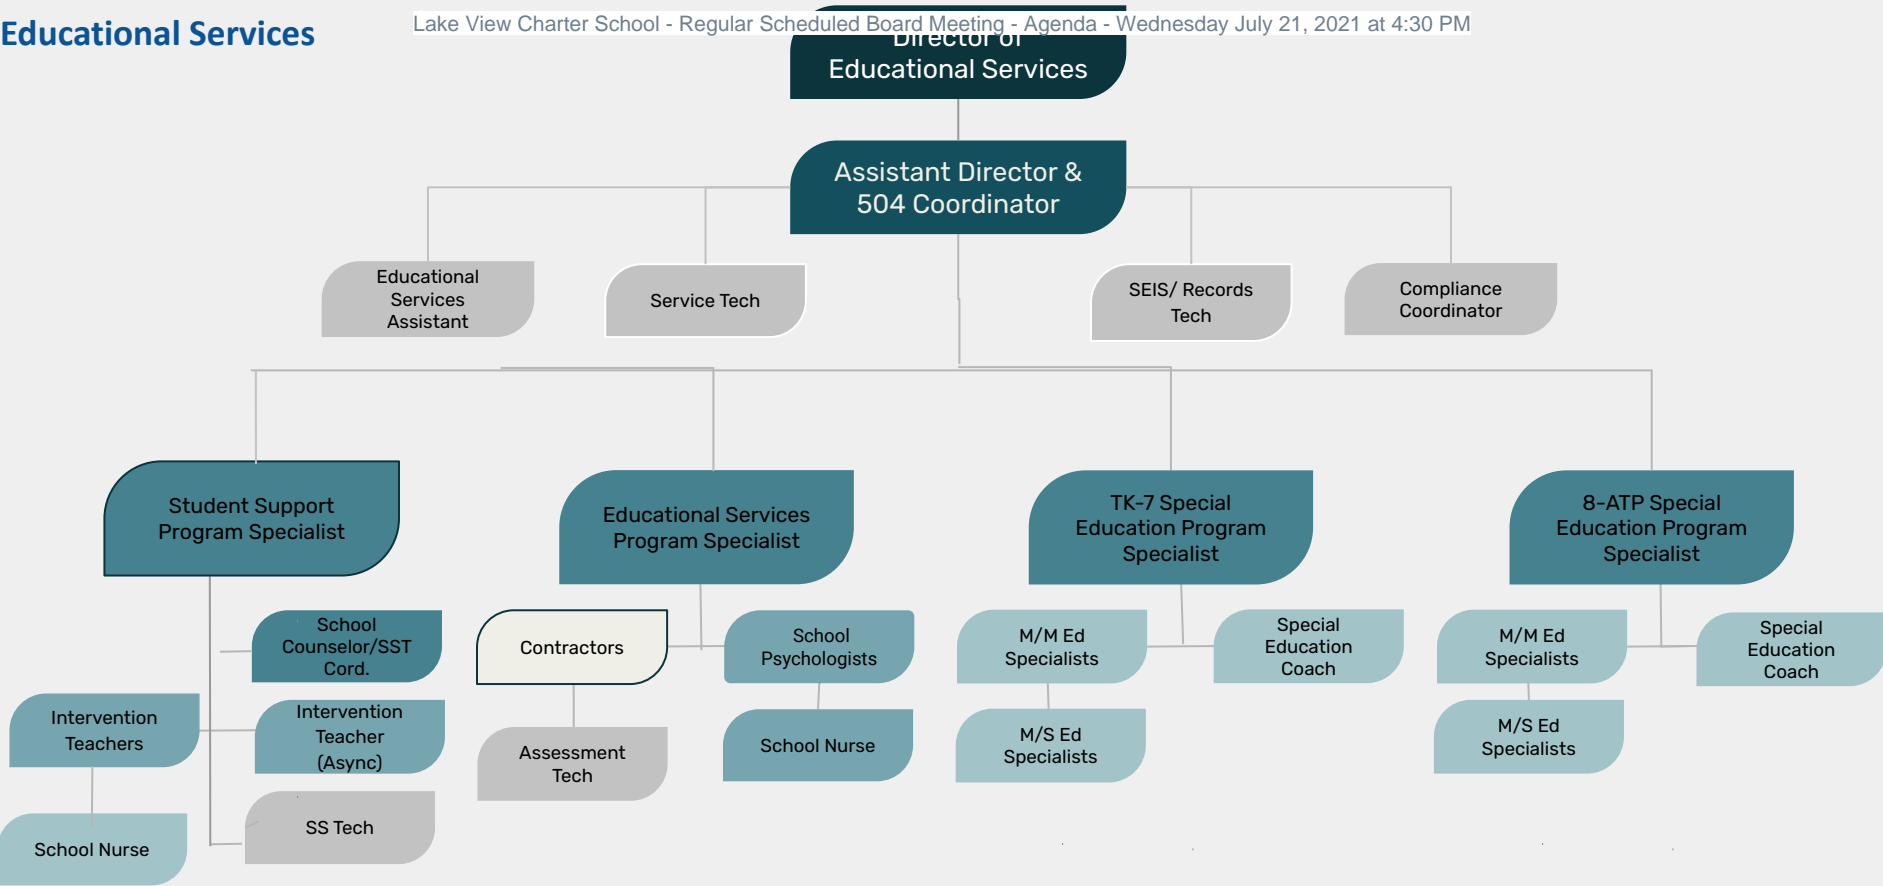 Educational Services
Lake View Charter School - Regular Scheduled Board Meeting - Agenda - Wednesday July 21, 2021 at 4:30 PM
Director of
Educational Services
Assistant Director &
504 Coordinator
Educational
Services
Assistant
Service Tech
SEIS/ Records
Tech
Compliance
Coordinator
Student Support
Program Specialist
Educational Services
Program Specialist
TK-7 Special
Education Program
Specialist
8-ATP Special
Education Program
Specialist
School
Counselor/SST
Cord.
Contractors
School
Psychologists
M/M Ed
Specialists
Special
Education
Coach
M/M Ed
Specialists
Special
Education
Coach
Intervention
Teachers
Intervention
Teacher
(Async)
Assessment
Tech
School Nurse
M/S Ed
Specialists
M/S Ed
Specialists
School Nurse
SS Tech